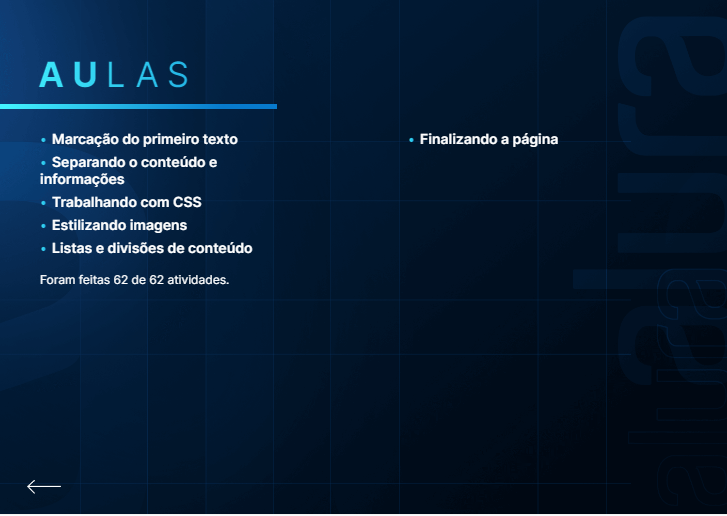 AULAS
• Marcação do primeiro texto
• Separando o conteúdo e
informações
• Trabalhando com CSS
• Estilizando imagens
• Listas e divisões de conteúdo
Foram feitas 62 de 62 atividades.
• Finalizando a página
alura
alura